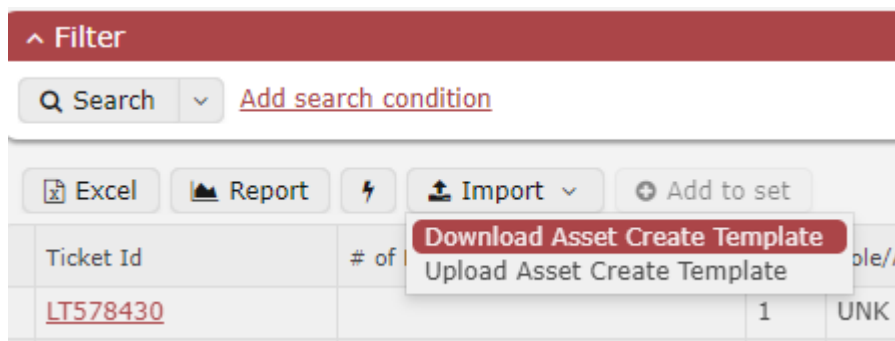 Filter
Search Add search condition
Excel Report Import Add to set
Download Asset Create Template
Upload Asset Create Template
Ticket Id # of
LT578430 1 UNK